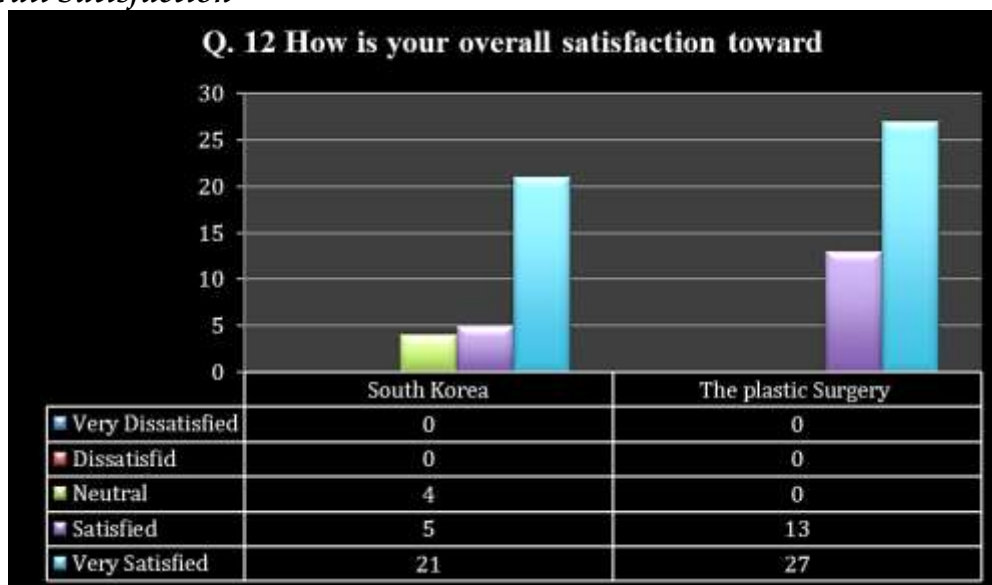 Satisfaction
Q. 12 How is your overall satisfaction toward
30
25
20
15
10
5
0
South Korea The plastic Surgery
Very Dissatisfied 0 0
Dissatisfid 0 0
Neutral 4 0
Satisfied 5 13
Very Satisfied 21 27